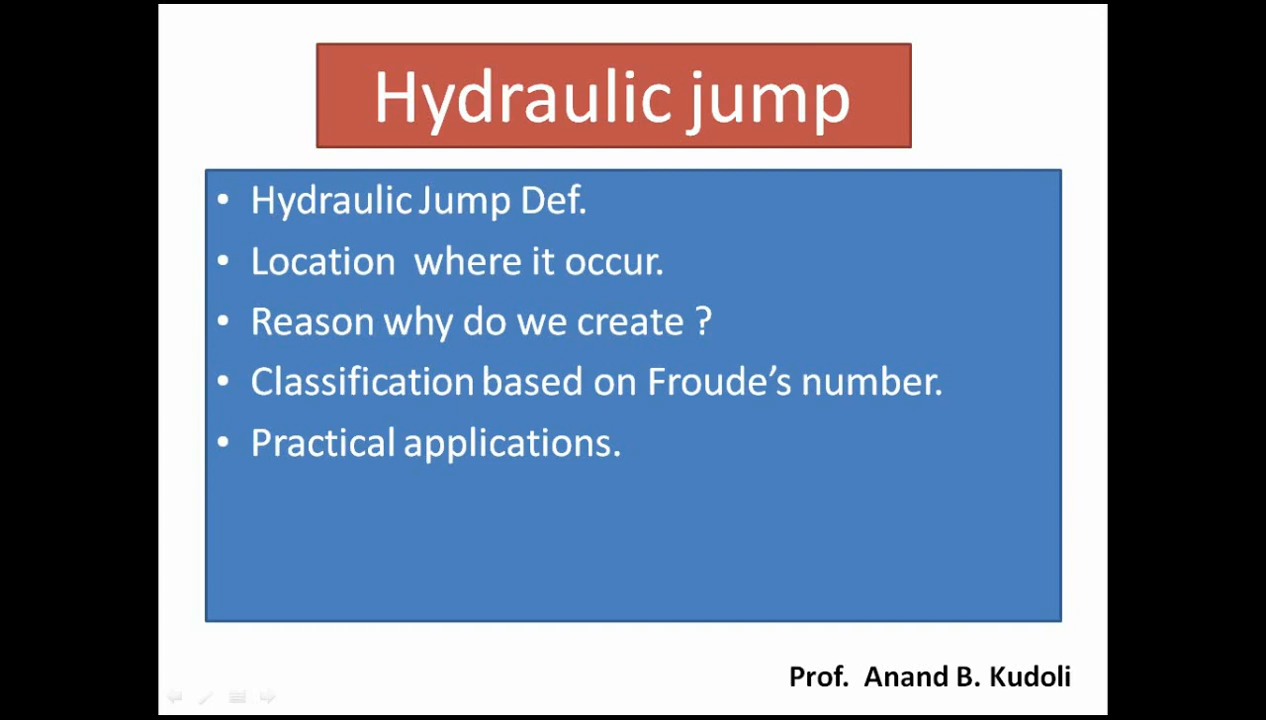 Hydraulic jump
• Hydraulic Jump Def.
• Location where it occur.
• Reason why do we create ?
• Classification based on Froude’s number.
• Practical applications.
Prof. Anand B. Kudoli